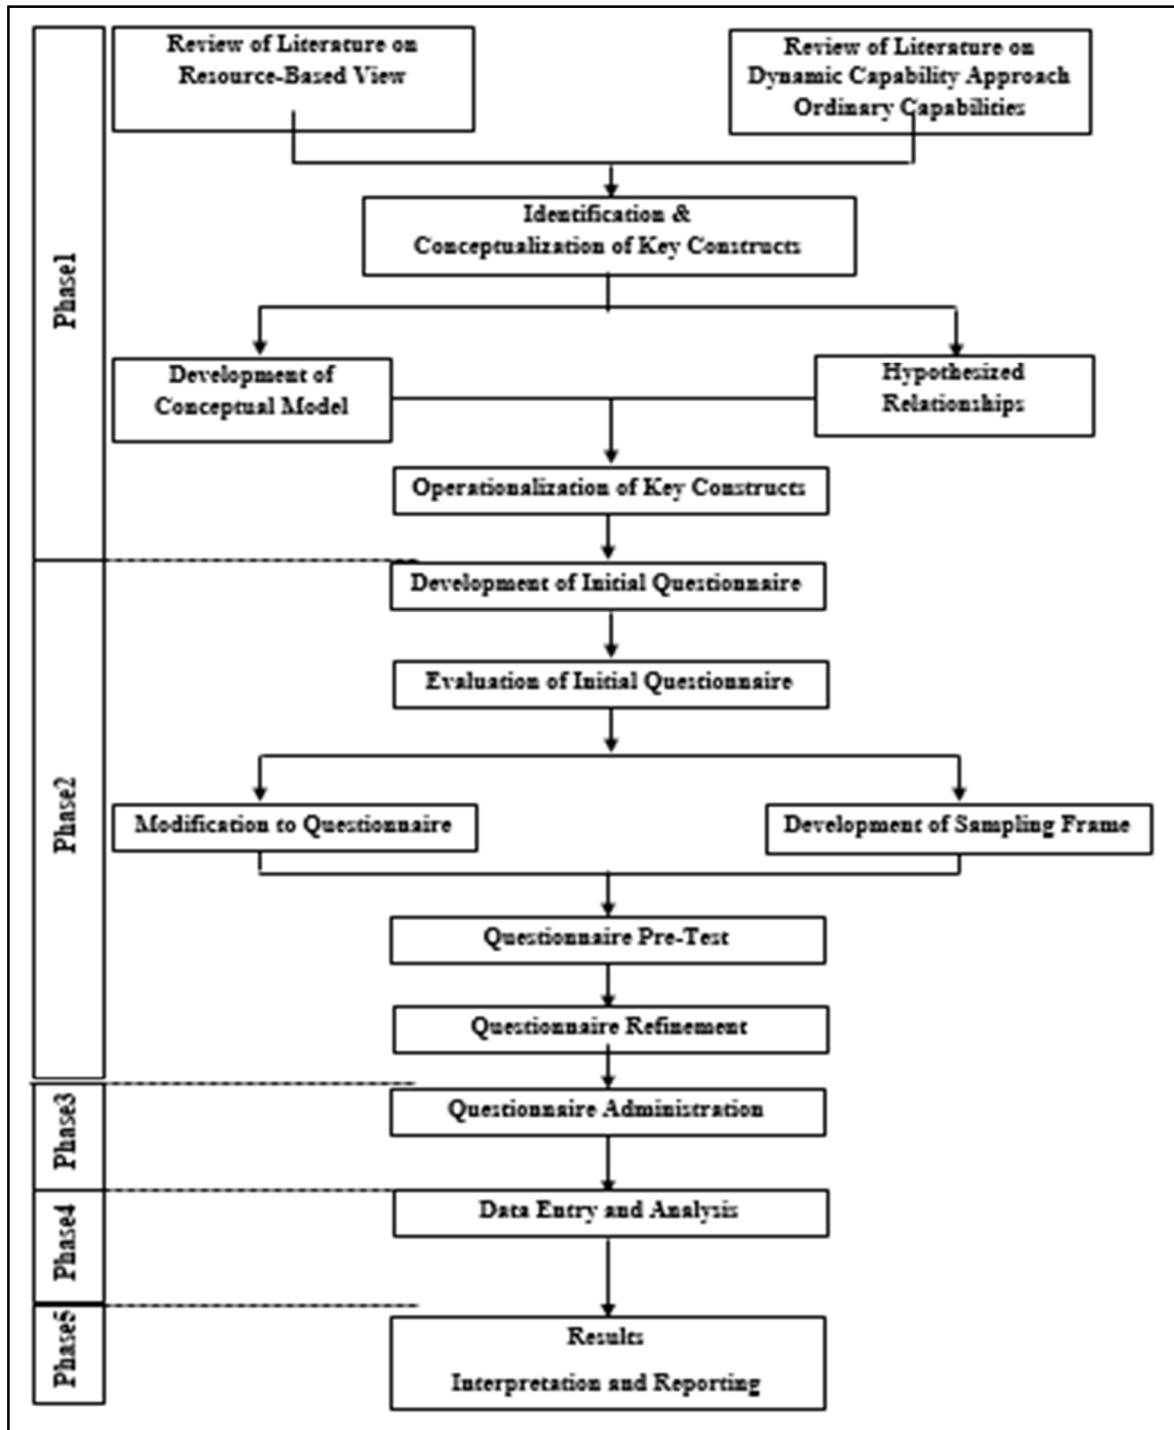 Phase1
Review of Literature on
Resource-Based View
Review of Literature on
Dynamic Capability Approach
Ordinary Capabilities
Identification &
Conceptualization of Key Constructs
Development of
Conceptual Model
Hypothesized
Relationships
Operationalization of Key Constructs
Phase2
Development of Initial Questionnaire
Evaluation of Initial Questionnaire
Modification to Questionnaire
Development of Sampling Frame
Questionnaire Pre-Test
Questionnaire Refinement
Phase3
Questionnaire Administration
Phase4
Data Entry and Analysis
Phase5
Results
Interpretation and Reporting